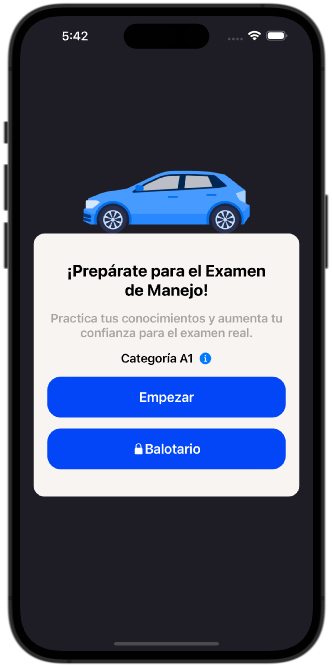 5:42
¡Prepárate para el Examen
de Manejo!
Practica tus conocimientos y aumenta tu
confianza para el examen real.
Categoría A1 i
Empezar
Balotario